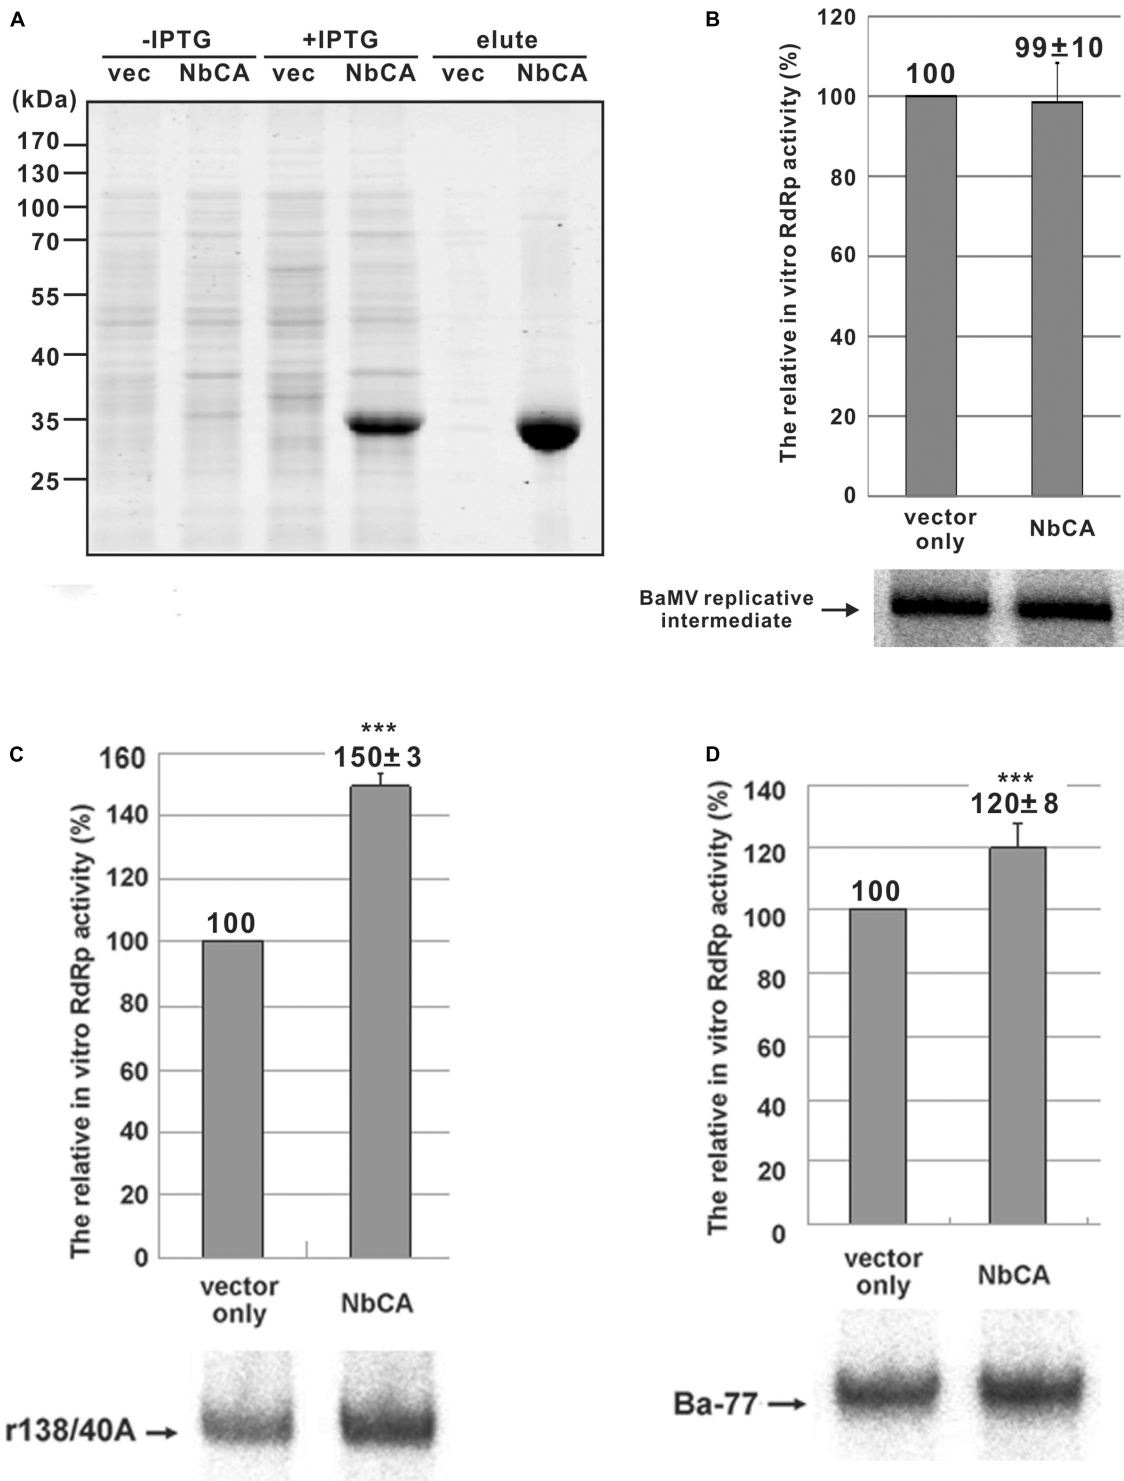 A
-IPTG +IPTG elute
vec NbCA vec NbCA vec NbCA
(kDa)
170
130
100
70
55
40
35
25
B
The relative in vitro RdRp activity (%)
120
100
80
60
40
20
0
100
99±10
vector only
NbCA
BaMV replicative
intermediate
C
The relative in vitro RdRp activity (%)
160
140
120
100
80
60
40
20
0
100
***
150±3
vector
only
NbCA
r138/40A
D
The relative in vitro RdRp activity (%)
140
120
100
80
60
40
20
0
100
***
120±8
vector
only
NbCA
Ba-77